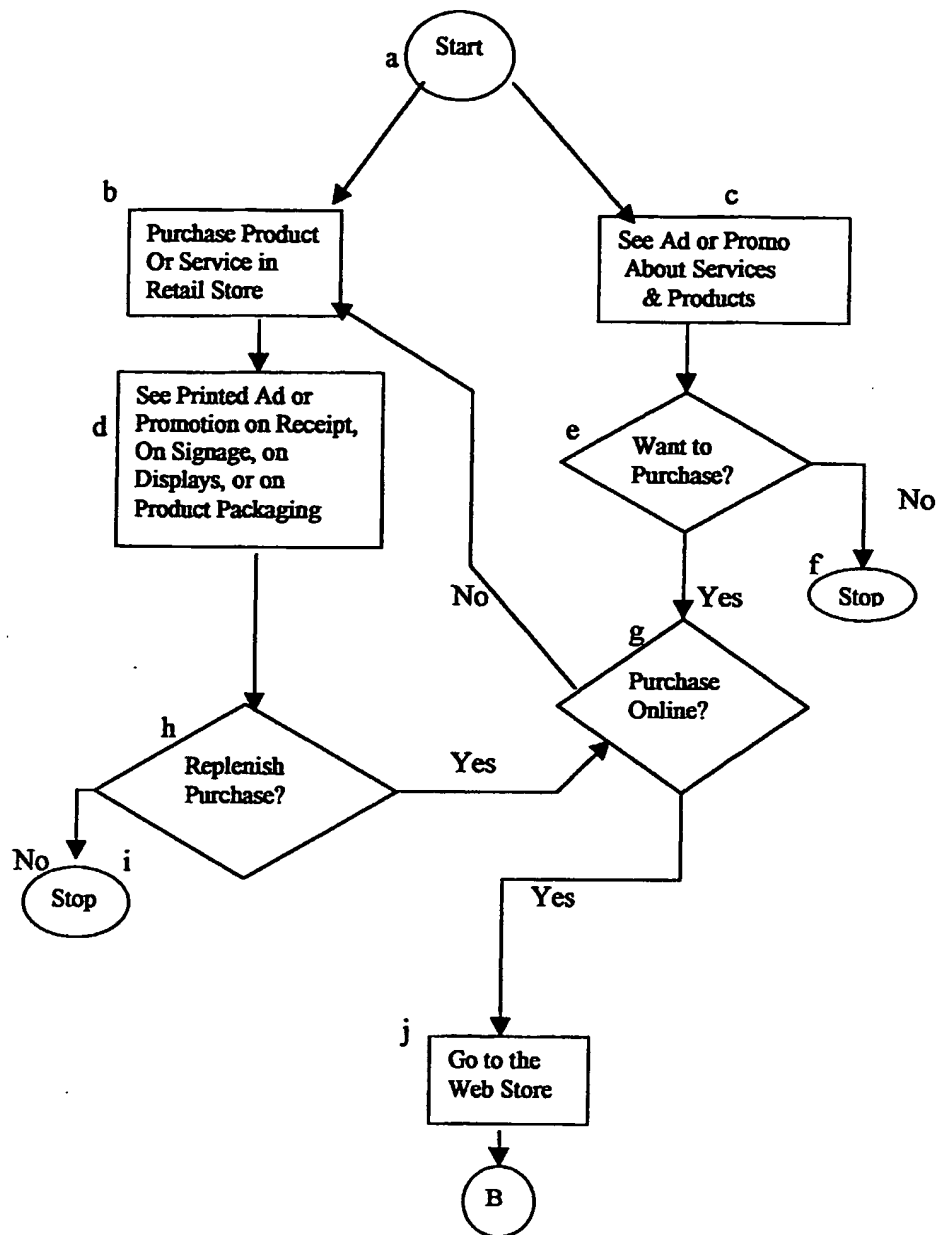 Start
a
b
c
Purchase Product
Or Service in
Retail Store
See Ad or Promo
About Services
& Products
d
See Printed Ad or
Promotion on Receipt,
On Signage, on
Displays, or on
Product Packaging
e
Want to
Purchase?
No
f
Stop
Yes
No
g
Purchase
Online?
h
Replenish
Purchase?
Yes
No
i
Stop
Yes
j
Go to the
Web Store
B